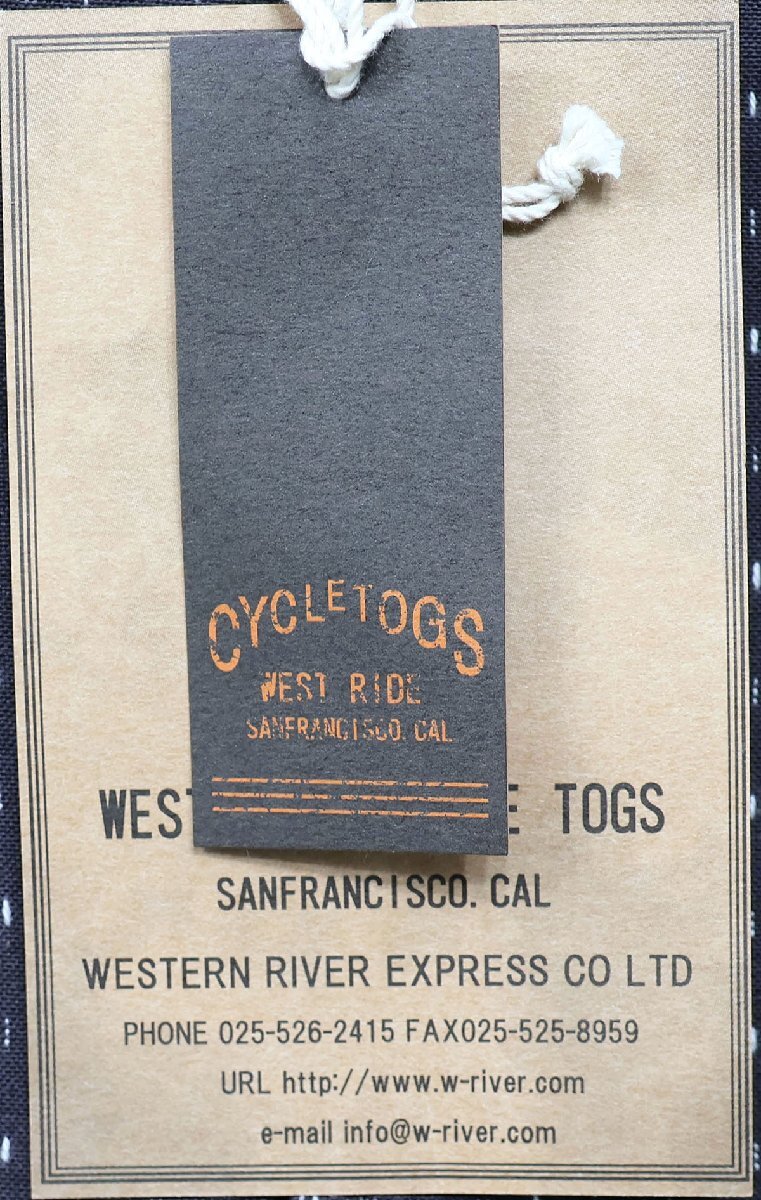 CYCLETOGS
WEST RIDE
SANFRANCISCO. CAL
TOGS
SANFRANCISCO. CAL
WESTERN RIVER EXPRESS CO LTD
PHONE 025-526-2415 FAX025-525-8959
URL http://www.w-river.com
e-mail info@w-river.com